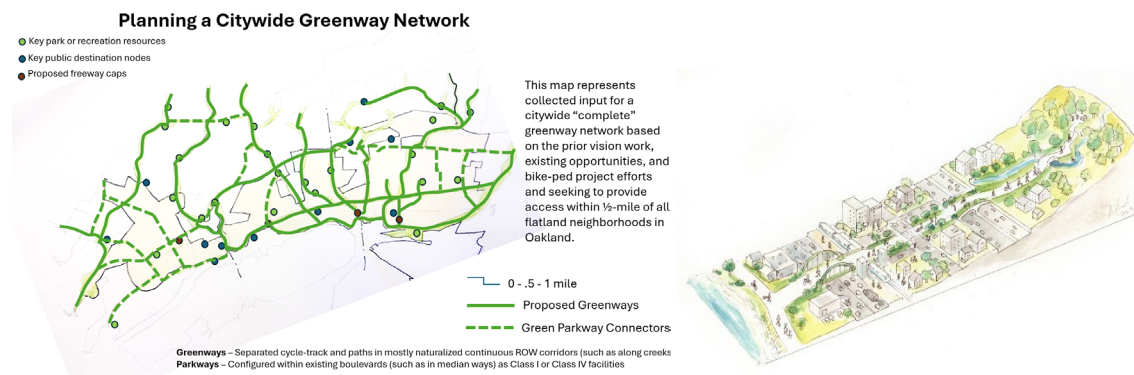 Planning a Citywide Greenway Network
Key park or recreation resources
Key public destination nodes
Proposed freeway caps
This map represents
collected input for a
citywide “complete”
greenway network based
on the prior vision work,
existing opportunities, and
bike-ped project efforts
and seeking to provide
access within ½-mile of all
flatland neighborhoods in
Oakland.
0 - .5 - 1 mile
Proposed Greenways
Green Parkway Connectors
Greenways – Separated cycle-track and paths in mostly naturalized continuous ROW corridors (such as along creeks
Parkways – Configured within existing boulevards (such as in median ways) as Class I or Class IV facilities